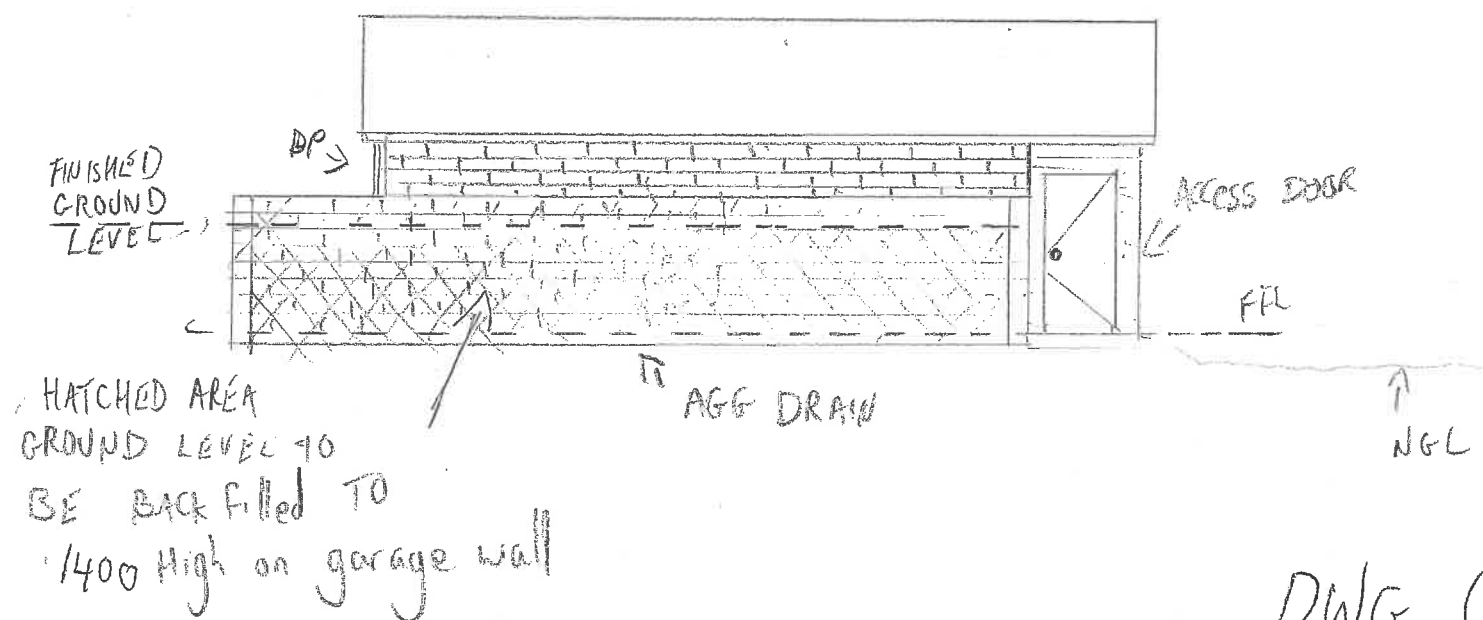 FINISHED
GROUND
LEVEL
DP
ACCESS DOOR
FFL
AGG DRAIN
NGL
HATCHED AREA
GROUND LEVEL TO
BE BACK filled TO
1400 High on garage wall
DWG